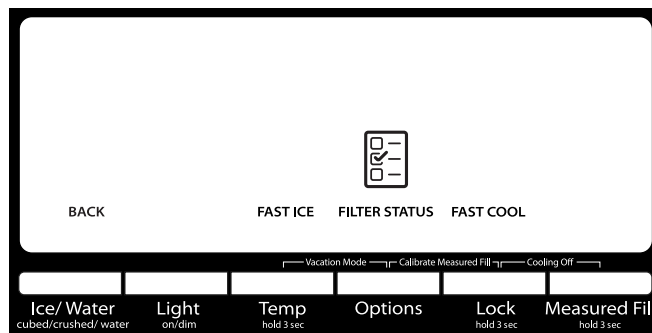 BACK FAST ICE FILTER STATUS FAST COOL
Vacation Mode Calibrate Measured Fill Cooling Off
Ice/ Water Light Temp Options Lock Measured Fil
cubed/crushed/ water on/dim hold 3 sec hold 3 sec hold 3 sec